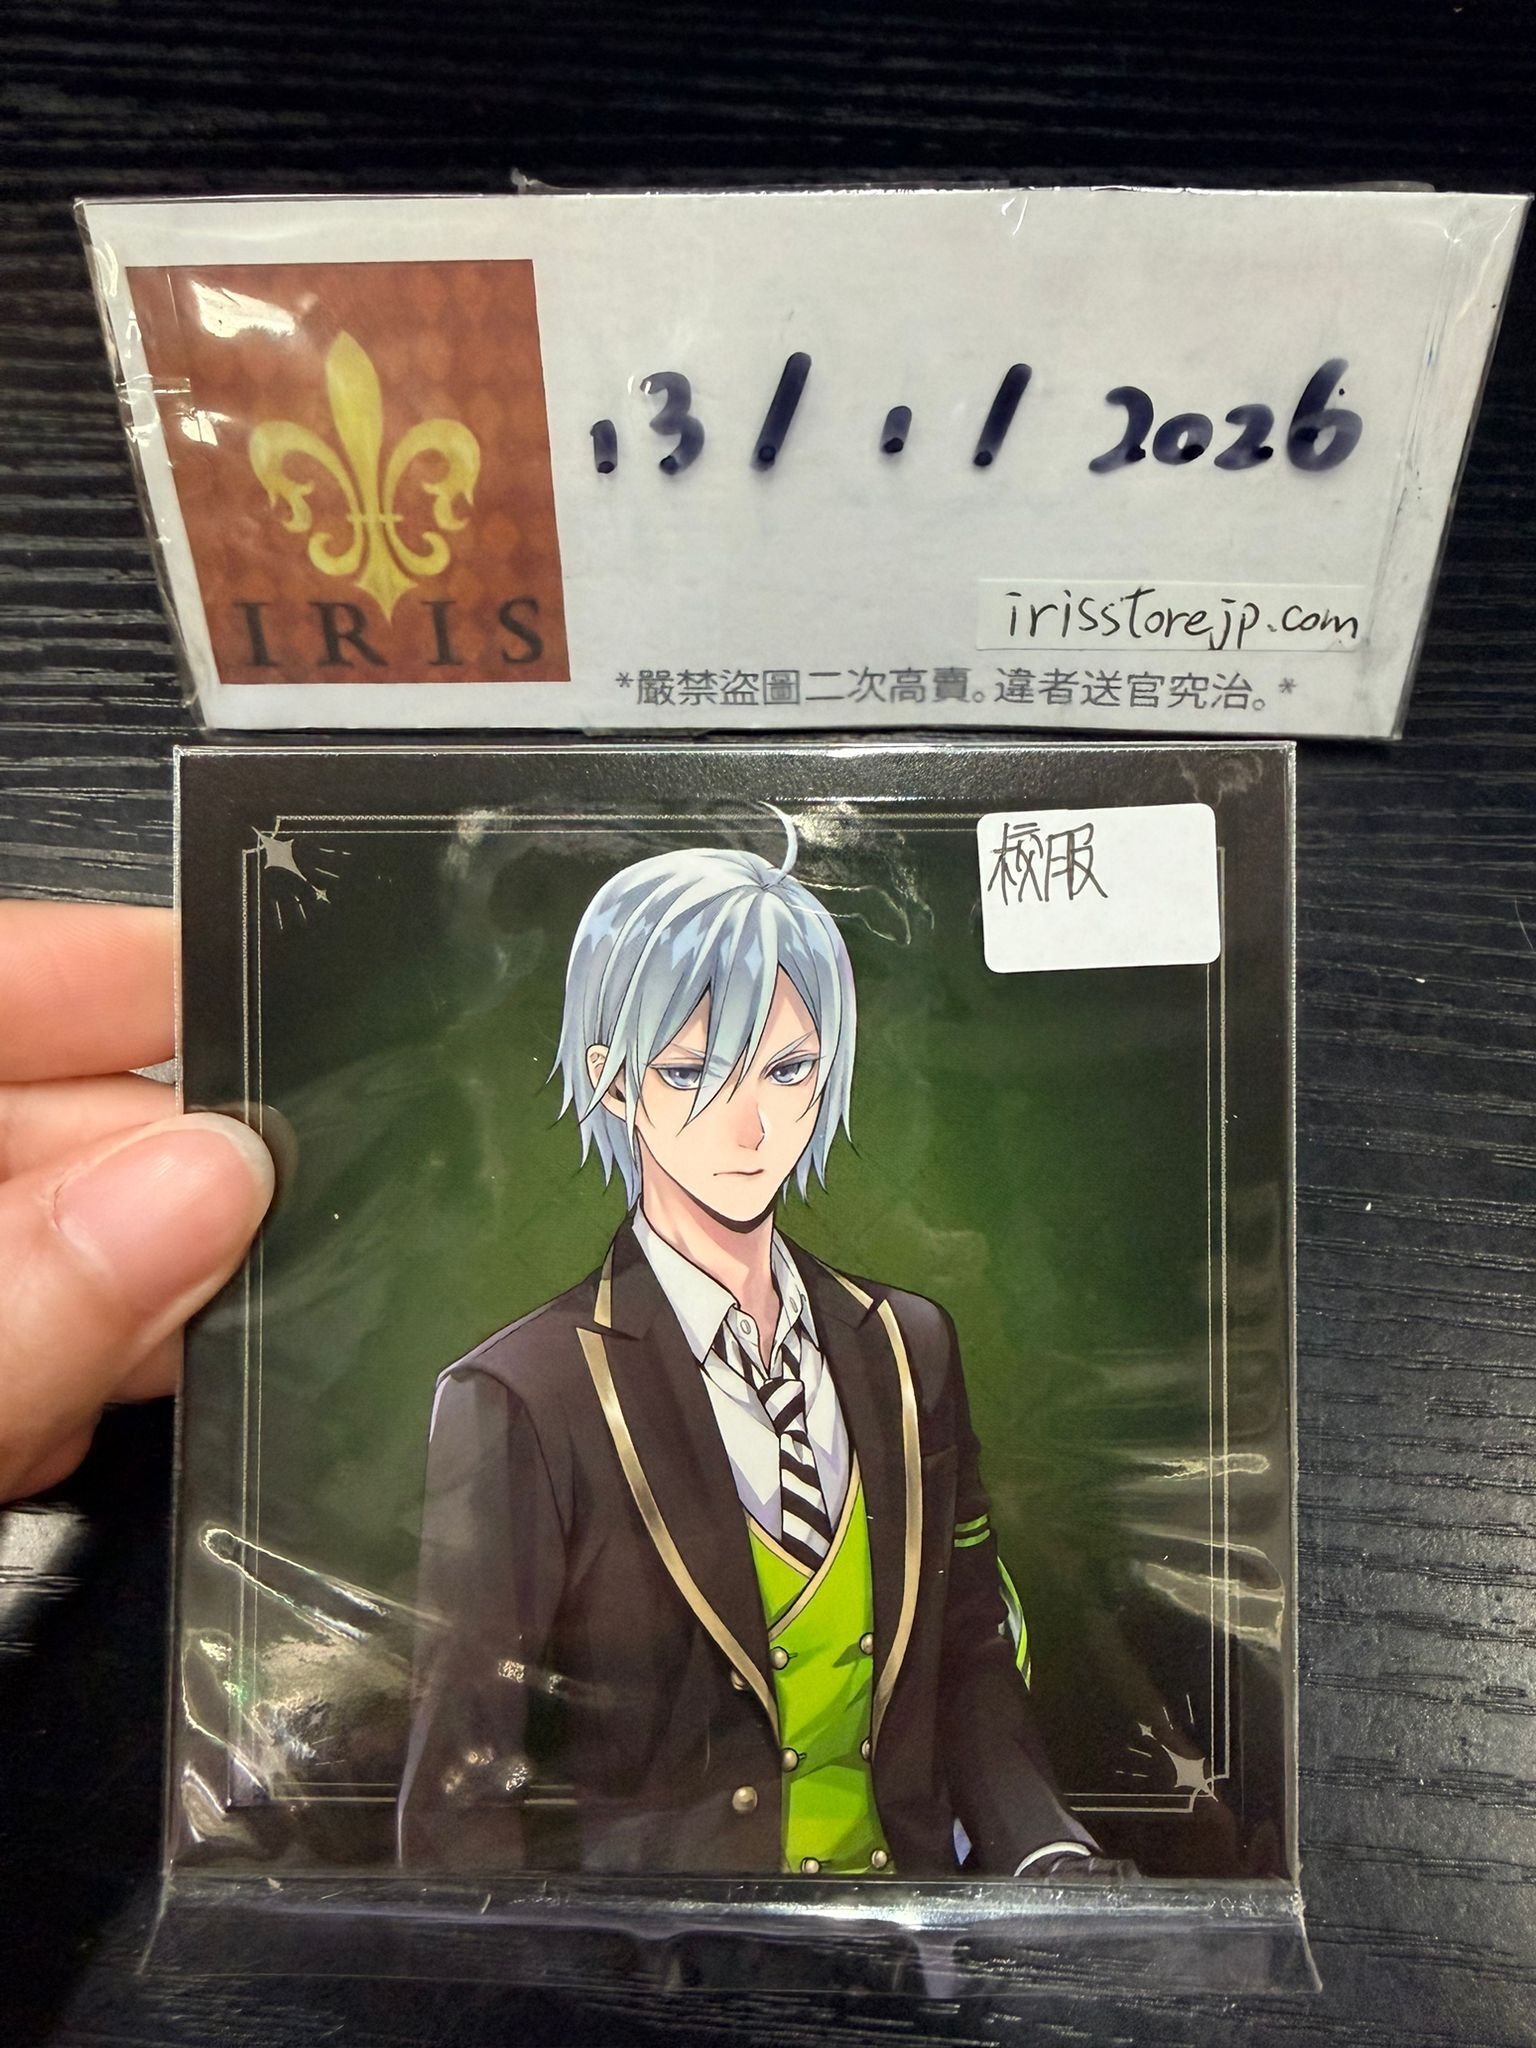 13/1/2026
IRIS
irisstorejp.com
*嚴禁盜圖二次高賣。違者送官究治。*
校服